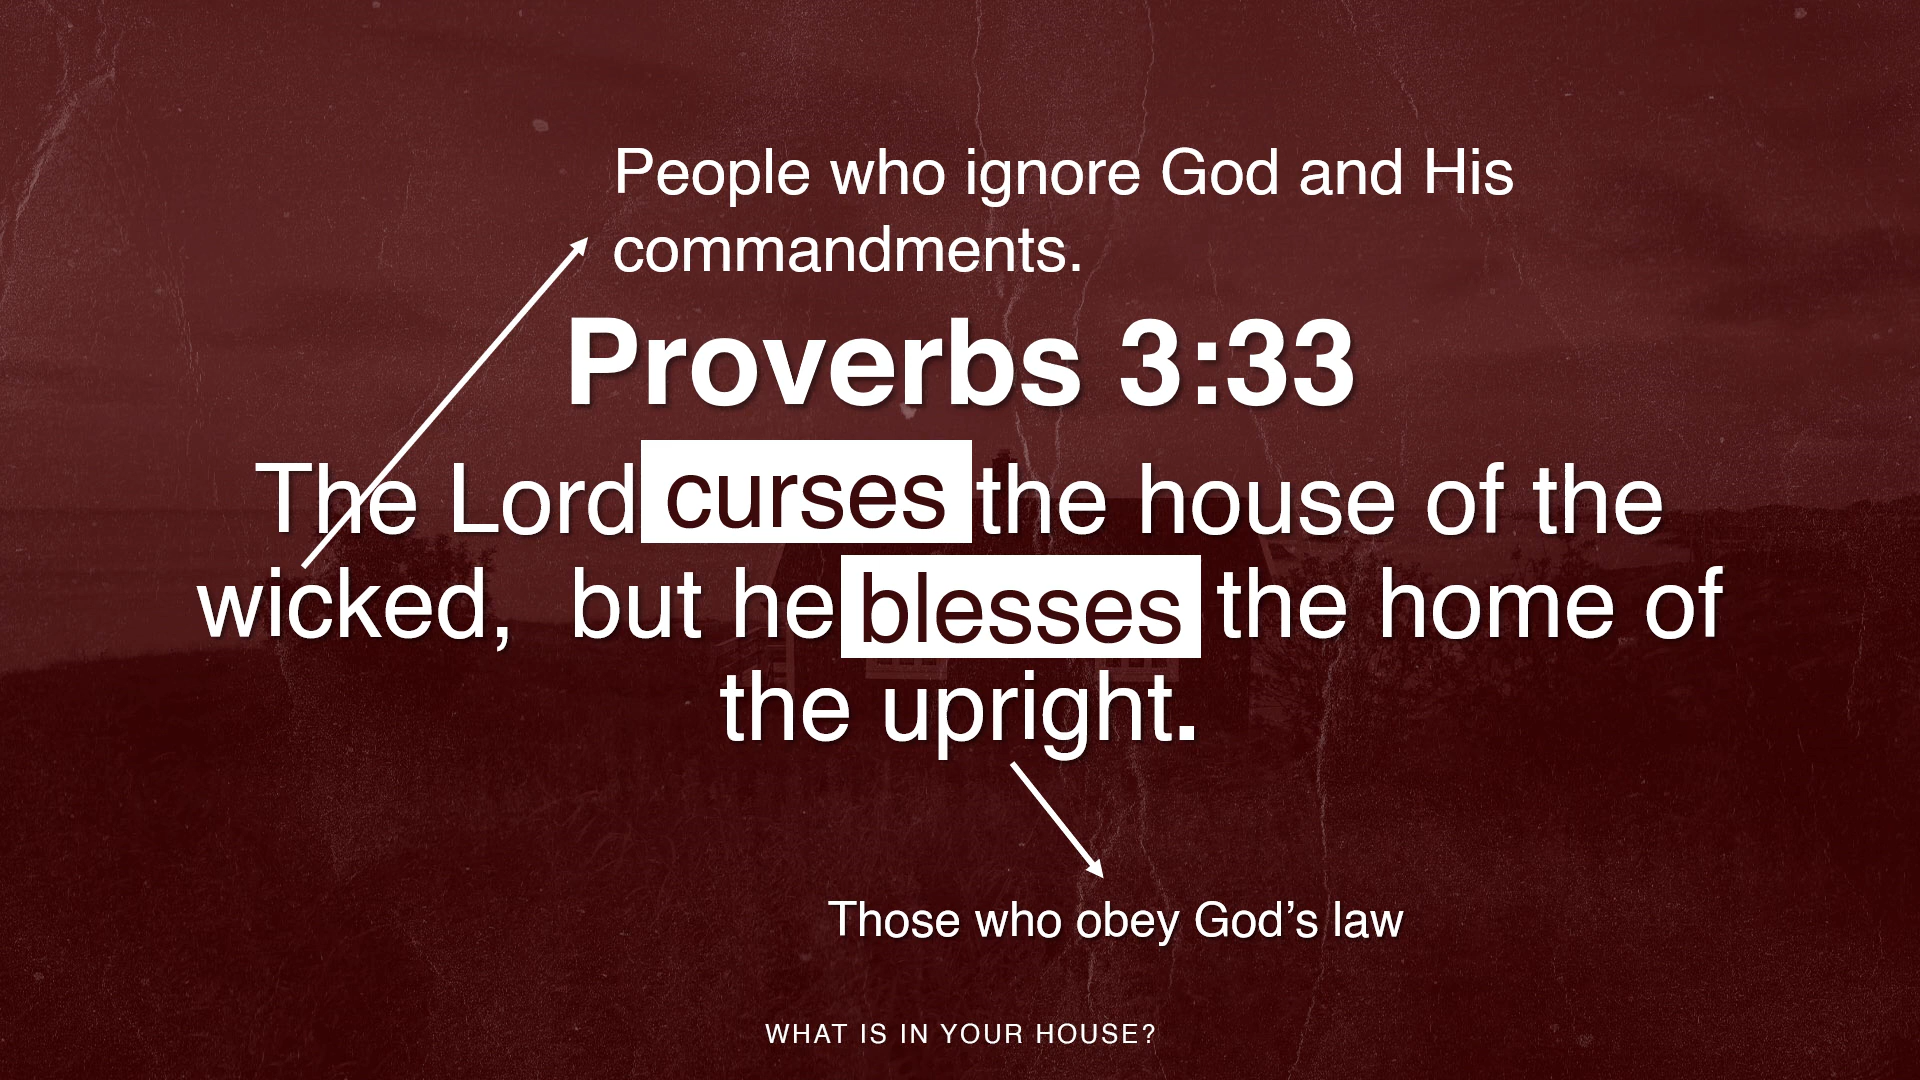 People who ignore God and His
commandments.
Proverbs 3:33
The Lord curses the house of the
wicked, but he blesses the home of
the upright.
Those who obey God’s law
WHAT IS IN YOUR HOUSE?